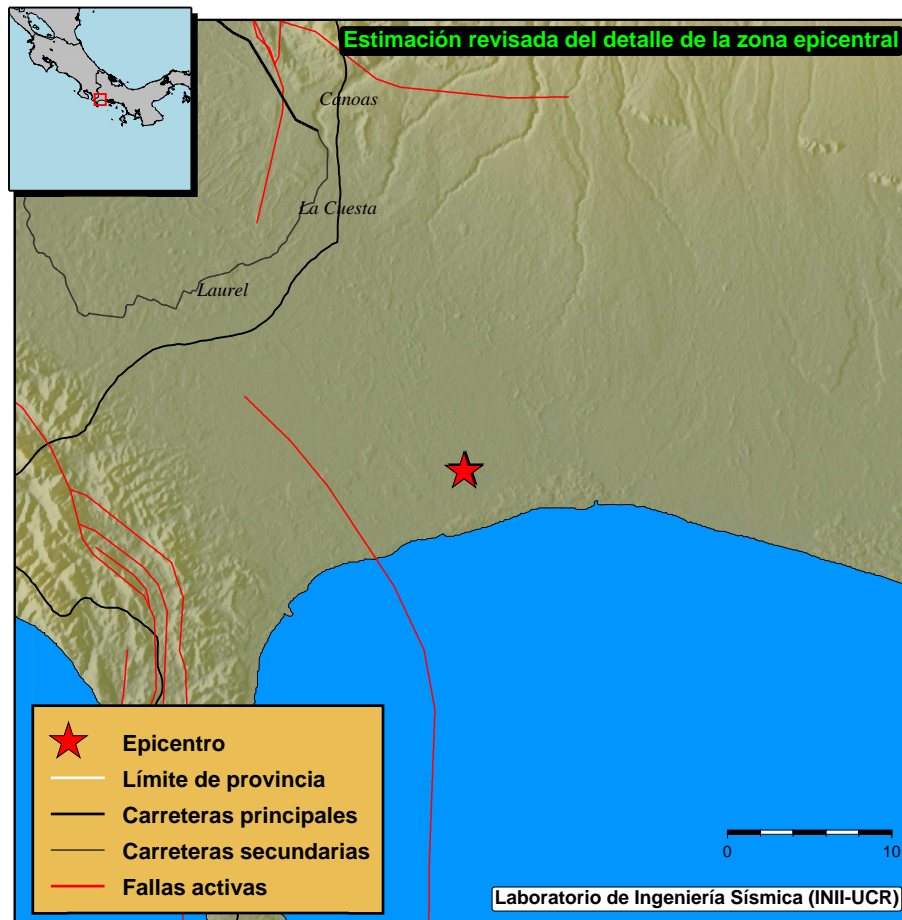 Estimación revisada del detalle de la zona epicentral
Canoas
La Cuesta
Laurel
Epicentro
Límite de provincia
Carreteras principales
Carreteras secundarias
Fallas activas
0 10
Laboratorio de Ingeniería Sísmica (INII-UCR)